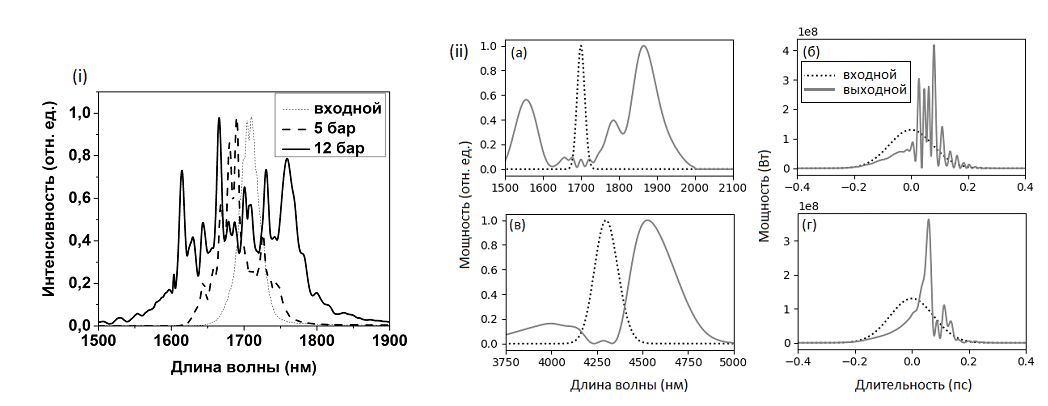 (i)
Интенсивность (отн. ед.)
1,0
0,8
0,6
0,4
0,2
0,0
входной
5 бар
12 бар
1500 1600 1700 1800 1900
Длина волны (нм)
(ii)
Мощность (отн. ед.)
(а)
1.0
0.8
0.6
0.4
0.2
0.0
1500 1600 1700 1800 1900 2000 2100
(в)
1.0
0.8
0.6
0.4
0.2
0.0
3750 4000 4250 4500 4750 5000
Длина волны (нм)
Мощность (Вт)
1e8
(б)
входной
выходной
4
3
2
1
0
−0.4 −0.2 0.0 0.2 0.4
1e8
(г)
3
2
1
0
−0.4 −0.2 0.0 0.2 0.4
Длительность (пс)